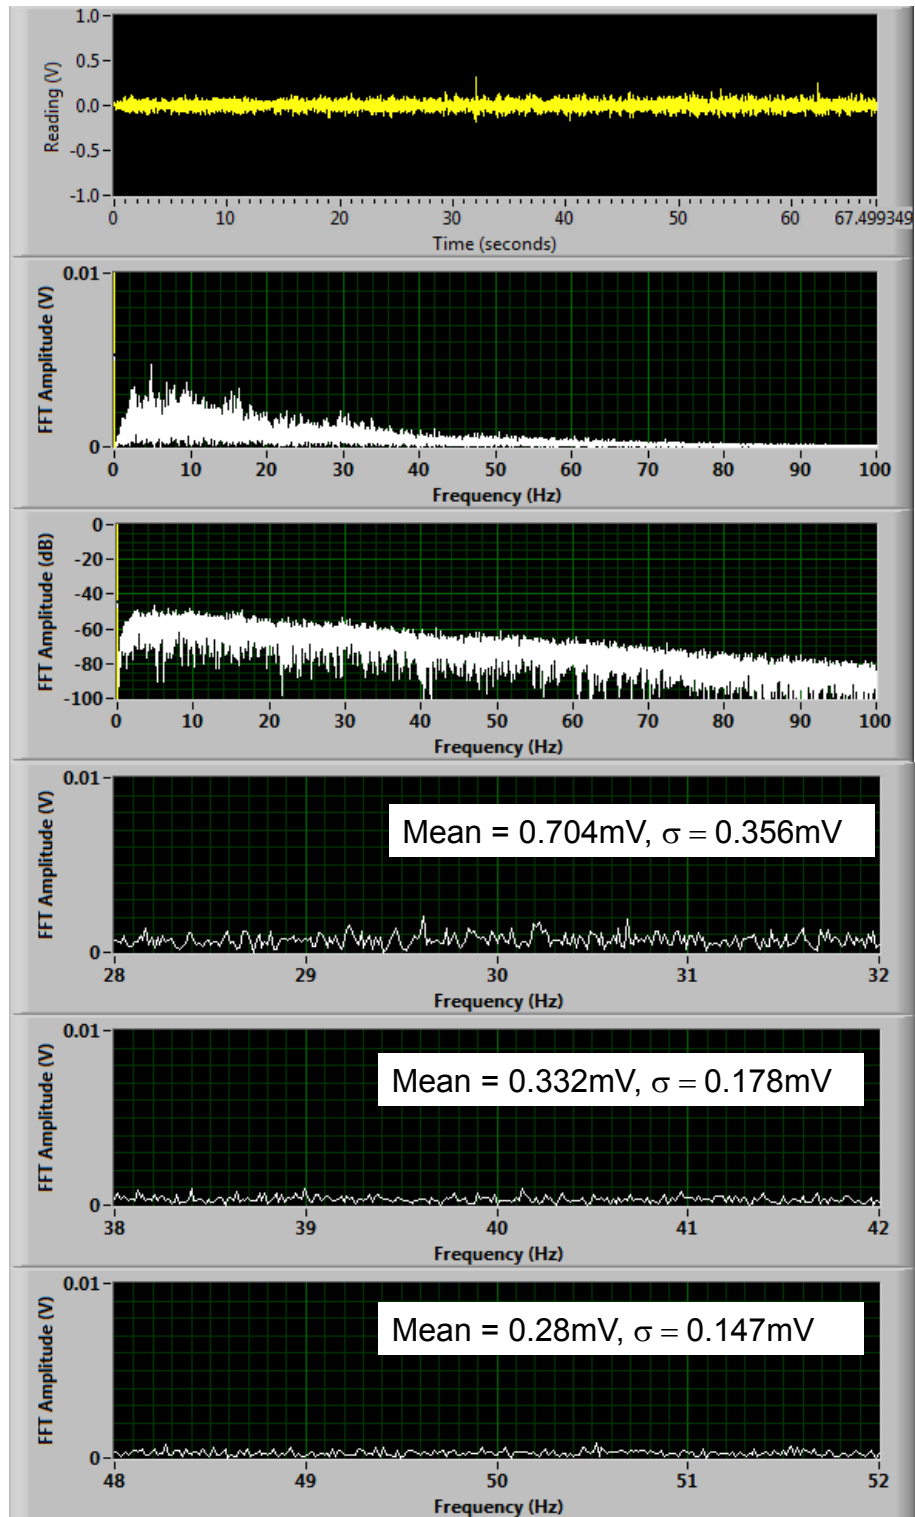 1.0
0.5
0.0
-0.5
-1.0
Reading (V)
0 10 20 30 40 50 60 67.499349
Time (seconds)
0.01
0
FFT Amplitude (V)
0 10 20 30 40 50 60 70 80 90 100
Frequency (Hz)
0
-20
-40
-60
-80
-100
FFT Amplitude (dB)
0 10 20 30 40 50 60 70 80 90 100
Frequency (Hz)
0.01
0
FFT Amplitude (V)
Mean = 0.704mV, σ = 0.356mV
28 29 30 31 32
Frequency (Hz)
0.01
0
FFT Amplitude (V)
Mean = 0.332mV, σ = 0.178mV
38 39 40 41 42
Frequency (Hz)
0.01
0
FFT Amplitude (V)
Mean = 0.28mV, σ = 0.147mV
48 49 50 51 52
Frequency (Hz)